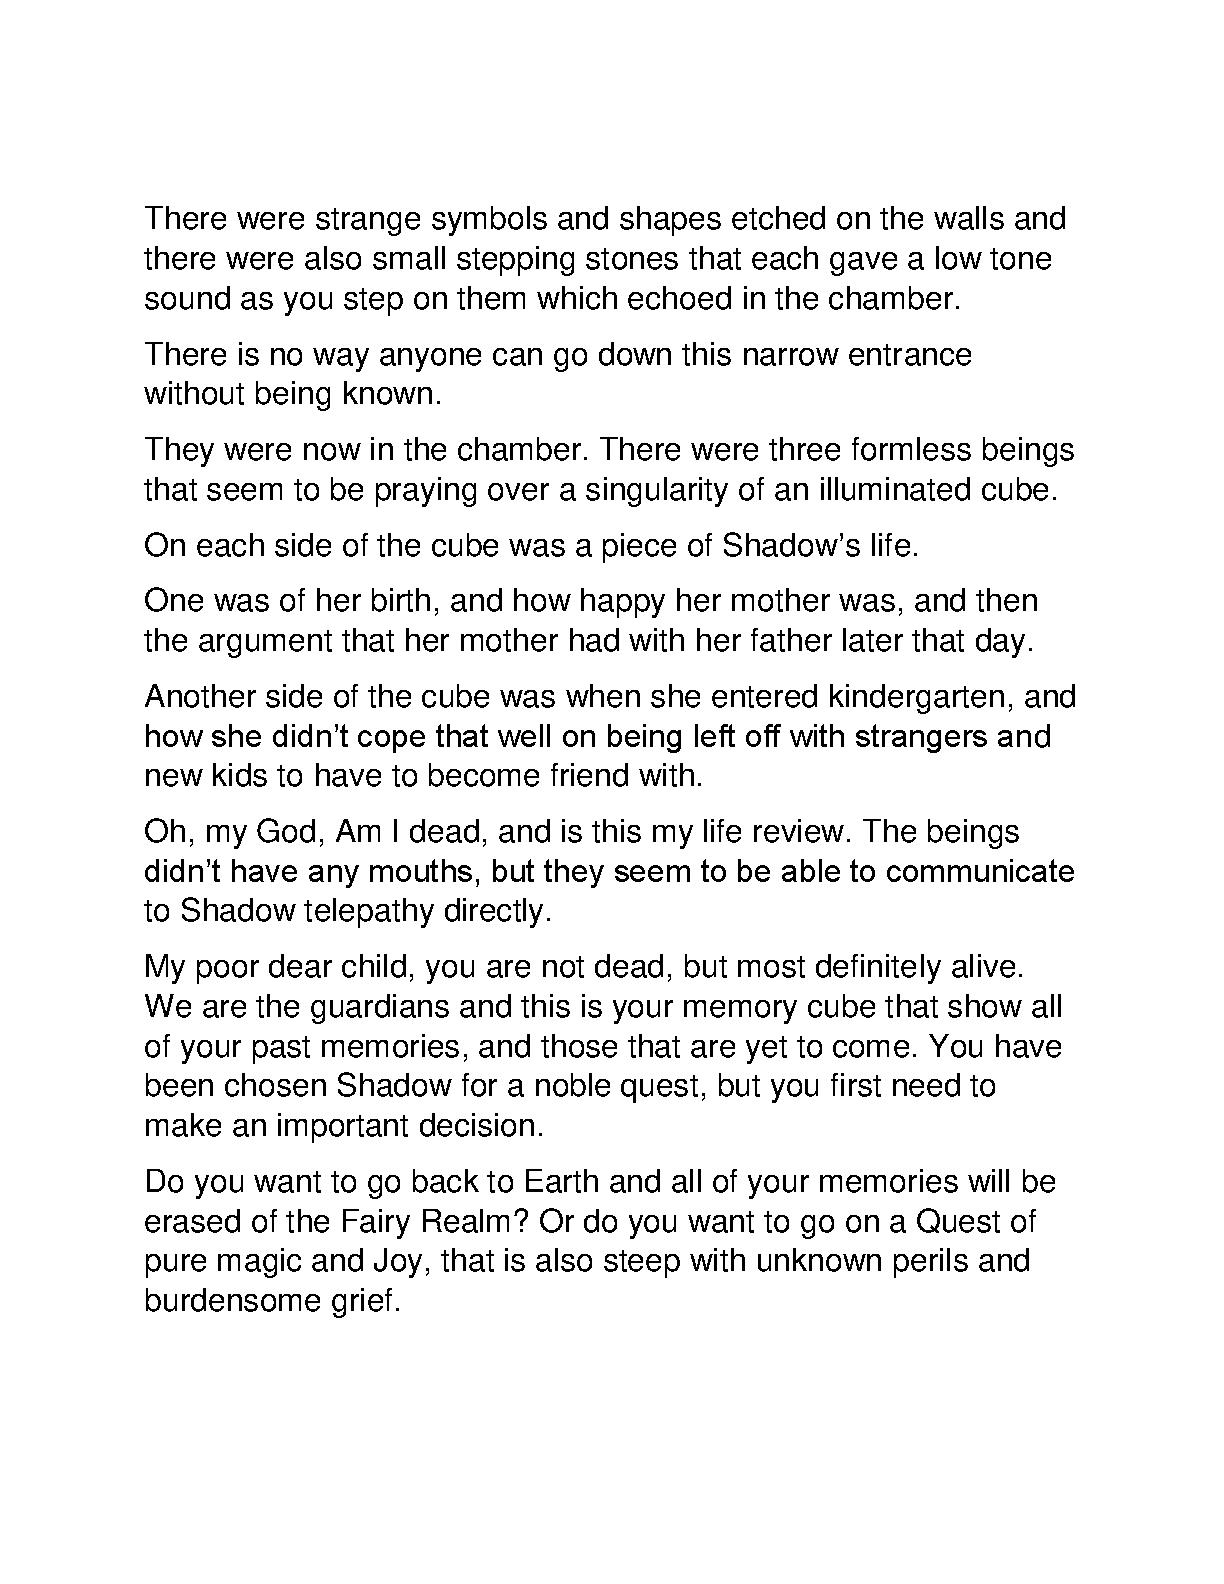 There were strange symbols and shapes etched on the walls and
there were also small stepping stones that each gave a low tone
sound as you step on them which echoed in the chamber.
There is no way anyone can go down this narrow entrance
without being known.
They were now in the chamber. There were three formless beings
that seem to be praying over a singularity of an illuminated cube.
On each side of the cube was a piece of Shadow’s life.
One was of her birth, and how happy her mother was, and then
the argument that her mother had with her father later that day.
Another side of the cube was when she entered kindergarten, and
how she didn’t cope that well on being left off with strangers and
new kids to have to become friend with.
Oh, my God, Am I dead, and is this my life review. The beings
didn’t have any mouths, but they seem to be able to communicate
to Shadow telepathy directly.
My poor dear child, you are not dead, but most definitely alive.
We are the guardians and this is your memory cube that show all
of your past memories, and those that are yet to come. You have
been chosen Shadow for a noble quest, but you first need to
make an important decision.
Do you want to go back to Earth and all of your memories will be
erased of the Fairy Realm? Or do you want to go on a Quest of
pure magic and Joy, that is also steep with unknown perils and
burdensome grief.